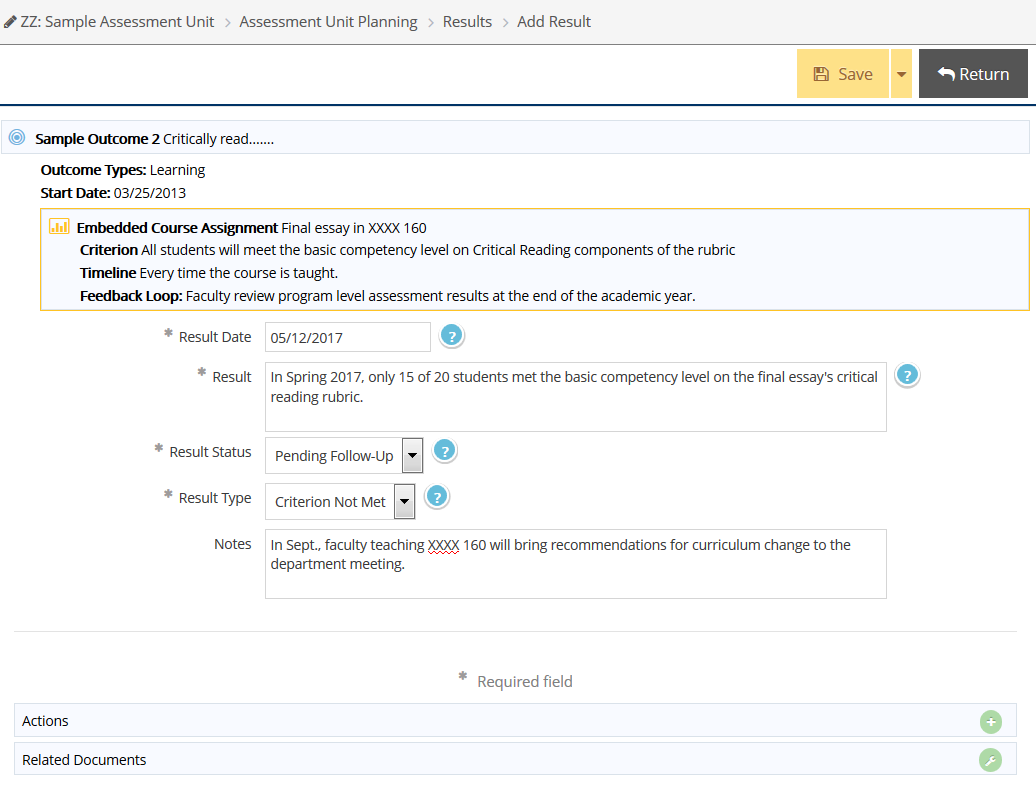 ZZ: Sample Assessment Unit > Assessment Unit Planning > Results > Add Result
Save Return
Sample Outcome 2 Critically read.......
Outcome Types: Learning
Start Date: 03/25/2013
Embedded Course Assignment Final essay in XXXX 160
Criterion All students will meet the basic competency level on Critical Reading components of the rubric
Timeline Every time the course is taught.
Feedback Loop: Faculty review program level assessment results at the end of the academic year.
* Result Date 05/12/2017 ?
* Result In Spring 2017, only 15 of 20 students met the basic competency level on the final essay's critical ?
reading rubric.
* Result Status Pending Follow-Up ?
* Result Type Criterion Not Met ?
Notes In Sept., faculty teaching XXXX 160 will bring recommendations for curriculum change to the
department meeting.
* Required field
Actions
Related Documents